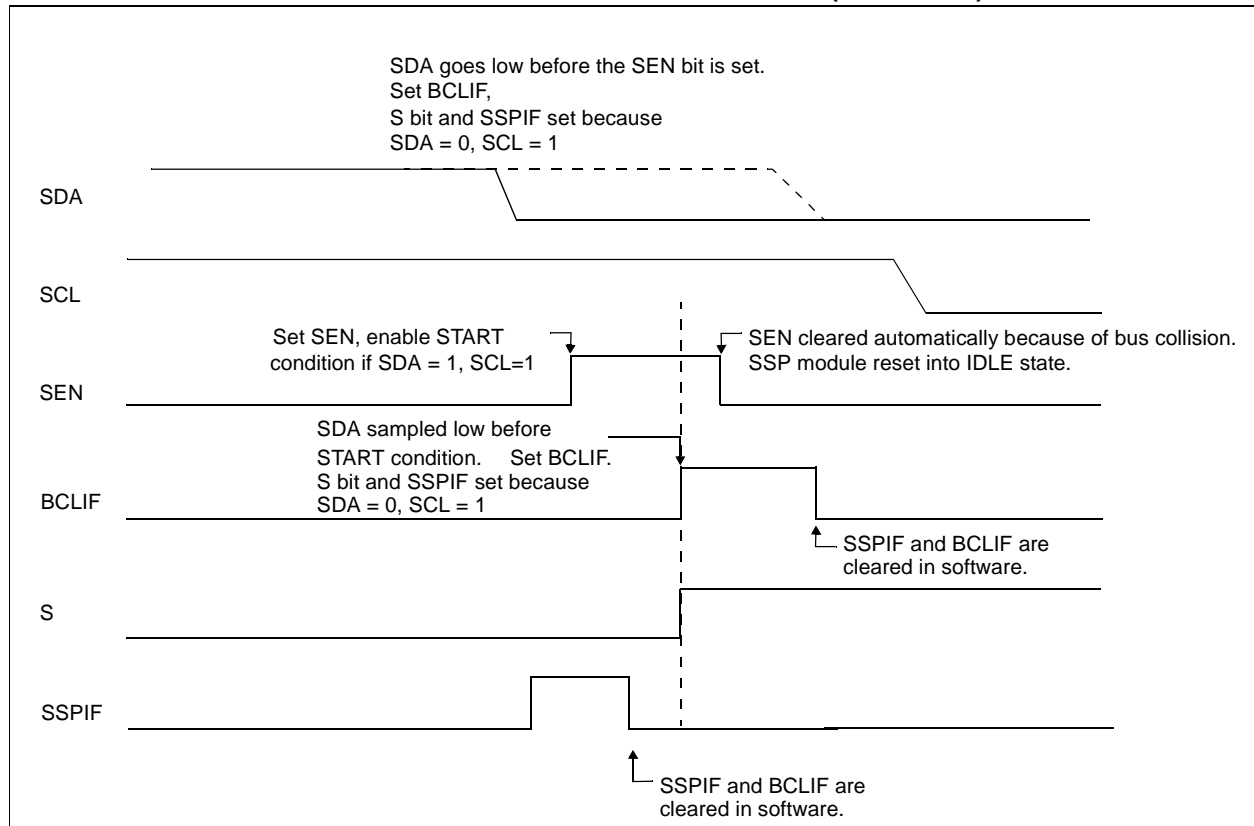 SDA goes low before the SEN bit is set.
Set BCLIF,
S bit and SSPIF set because
SDA = 0, SCL = 1
SDA
SCL
Set SEN, enable START
condition if SDA = 1, SCL=1
SEN cleared automatically because of bus collision.
SSP module reset into IDLE state.
SEN
SDA sampled low before
START condition. Set BCLIF.
S bit and SSPIF set because
SDA = 0, SCL = 1
BCLIF
SSPIF and BCLIF are
cleared in software.
S
SSPIF
SSPIF and BCLIF are
cleared in software.